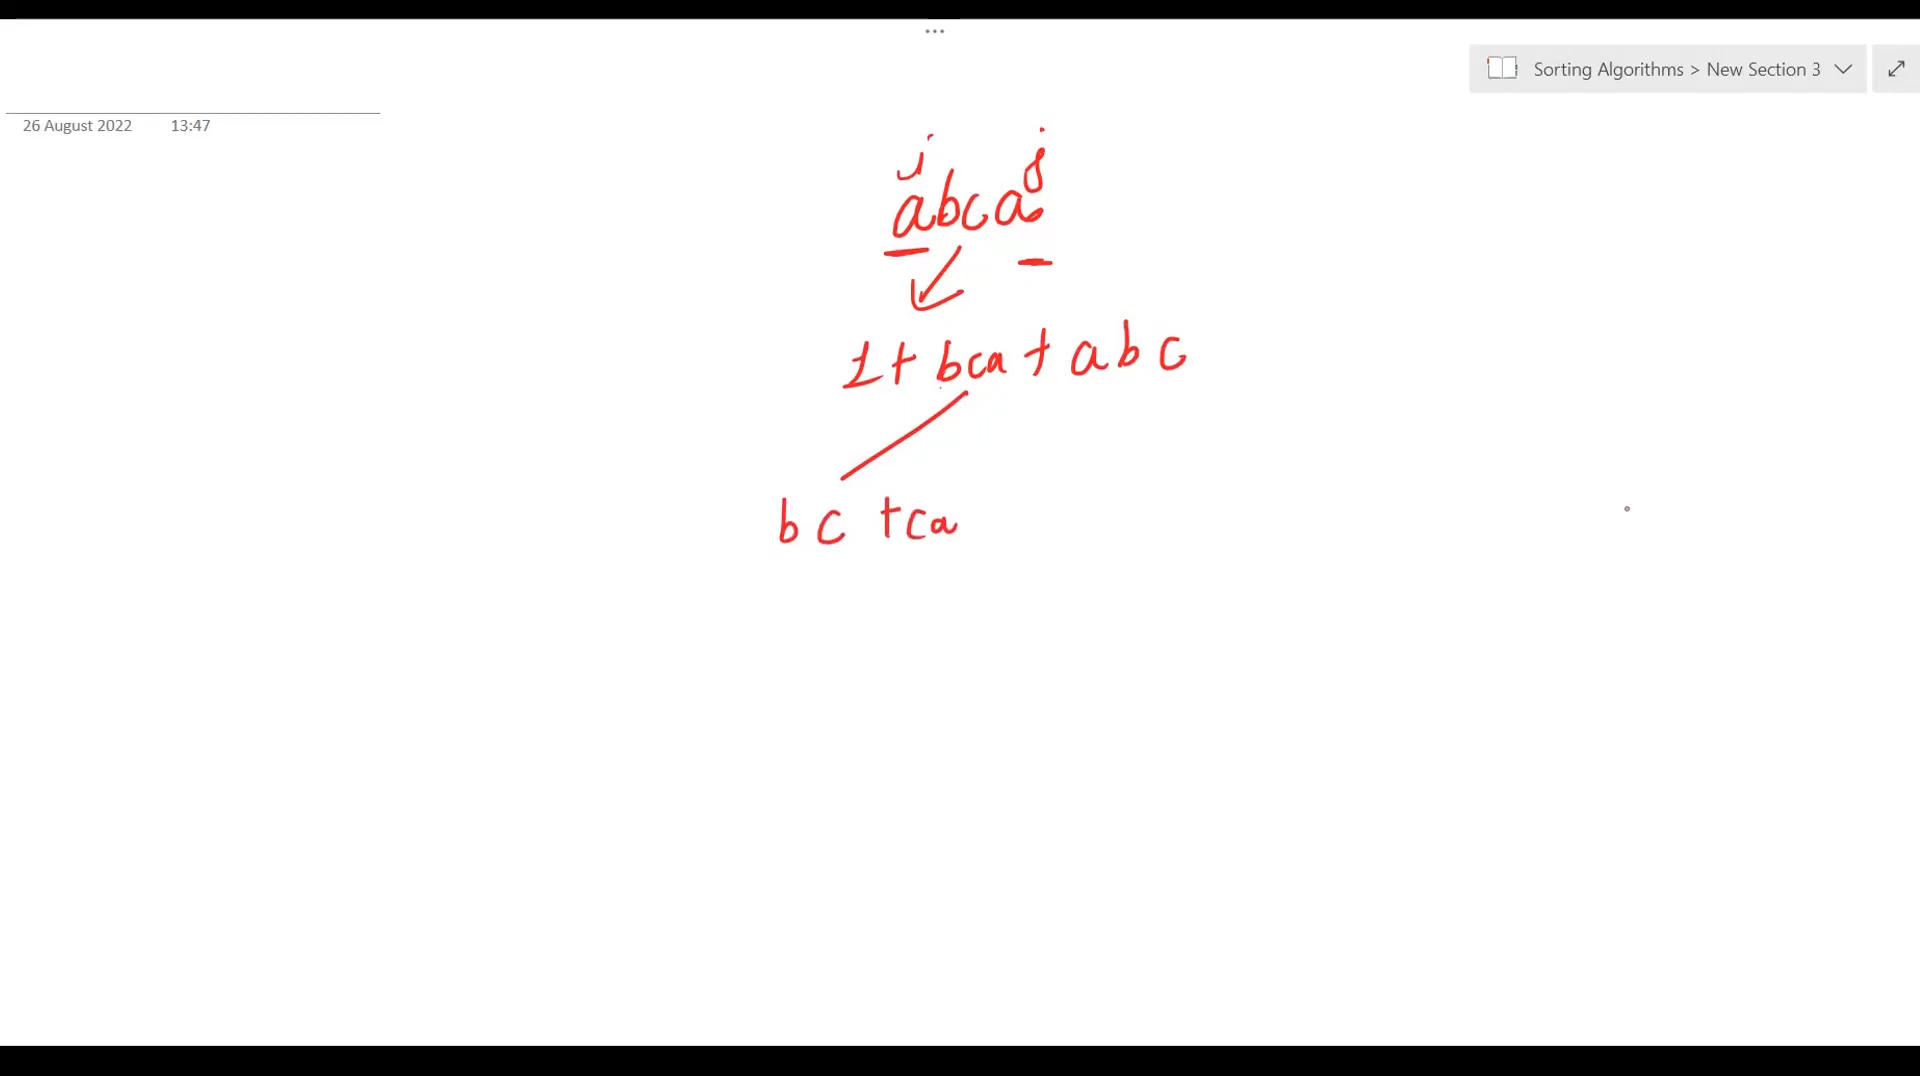 Sorting Algorithms > New Section 3
26 August 2022 13:47
i j
abca
1 + bca + abc
bc + ca